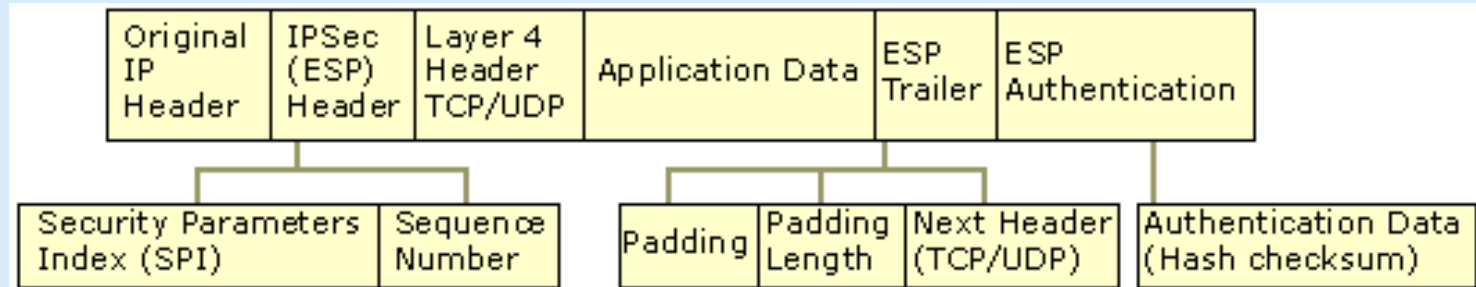 Original
IP
Header
IPSec
(ESP)
Header
Layer 4
Header
TCP/UDP
Application Data
ESP
Trailer
ESP
Authentication
Security Parameters
Index (SPI)
Sequence
Number
Padding
Padding
Length
Next Header
(TCP/UDP)
Authentication Data
(Hash checksum)